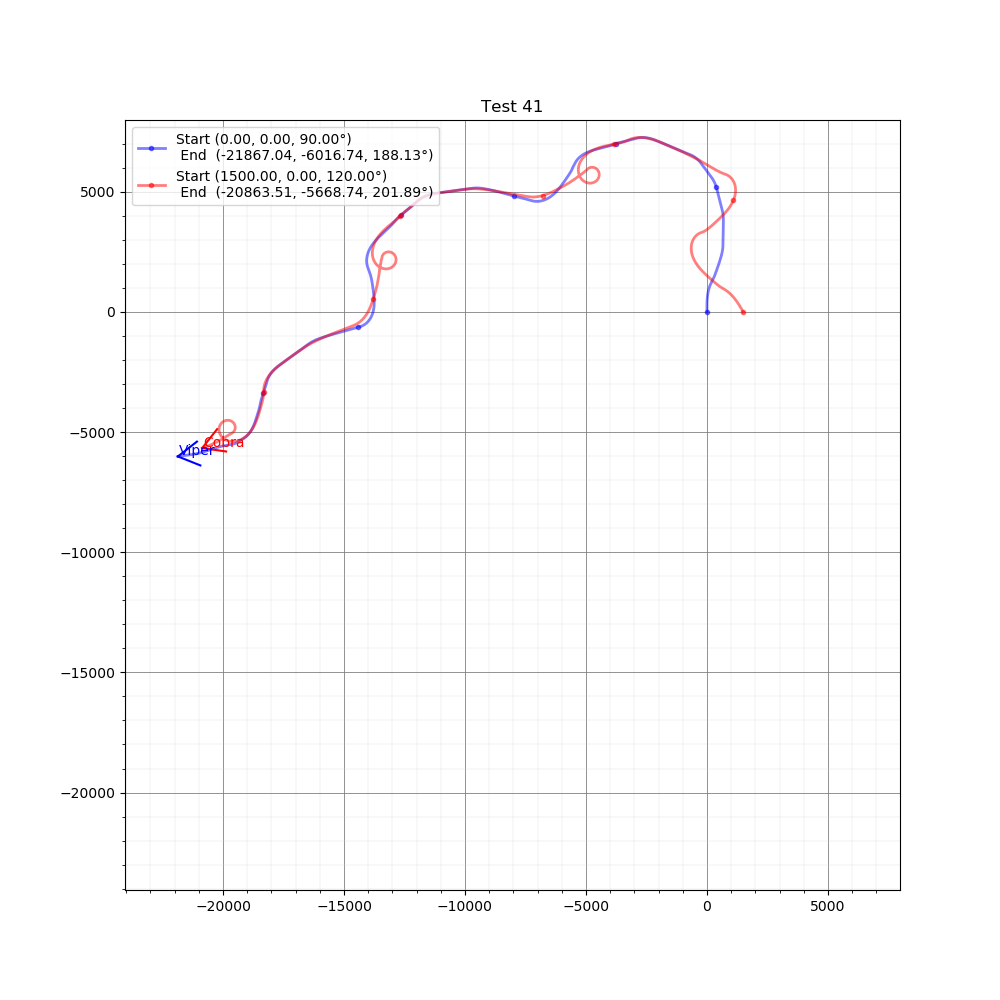 Test 41
Start (0.00, 0.00, 90.00°)
End (-21867.04, -6016.74, 188.13°)
Start (1500.00, 0.00, 120.00°)
End (-20863.51, -5668.74, 201.89°)
5000
0
−5000
−10000
−15000
−20000
Cobra
Viper
−20000
−15000
−10000
−5000
0
5000